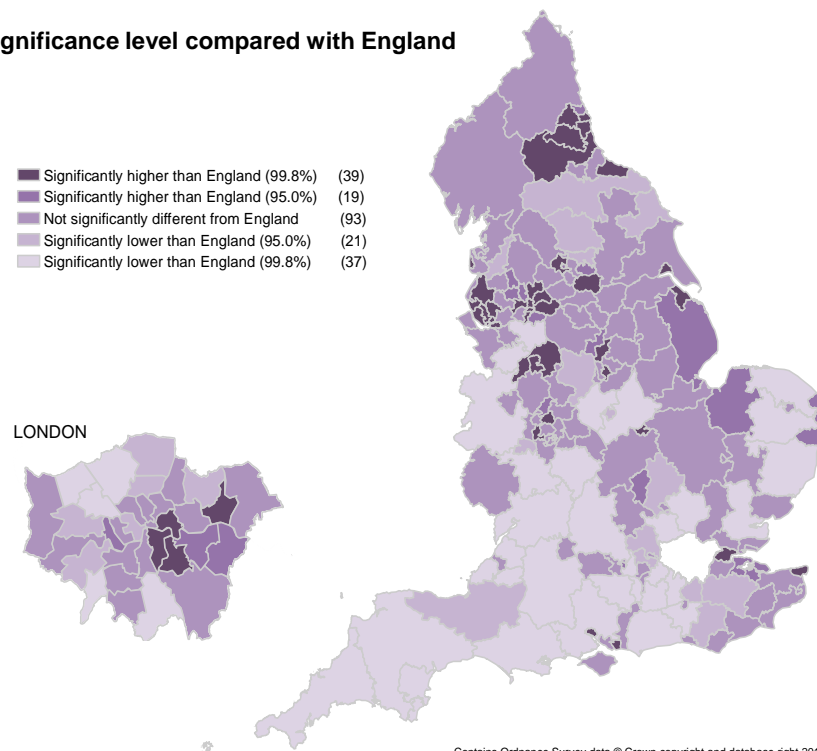 gnificance level compared with England
Significantly higher than England (99.8%) (39)
Significantly higher than England (95.0%) (19)
Not significantly different from England (93)
Significantly lower than England (95.0%) (21)
Significantly lower than England (99.8%) (37)
LONDON
Contains Ordnance Survey data © Crown copyright and database right 20